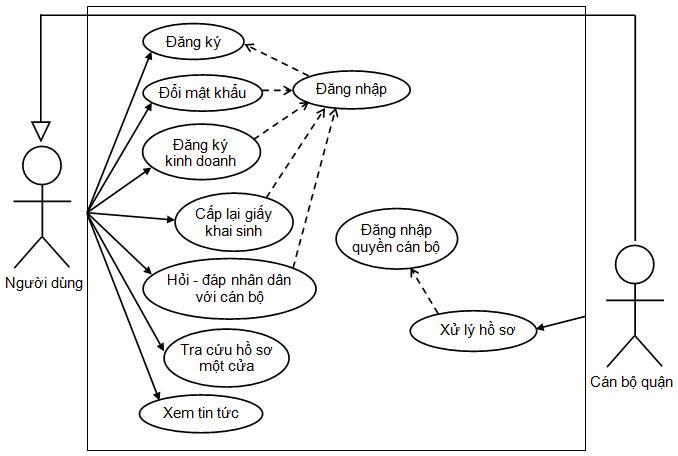 Đăng ký
Đổi mật khẩu
Đăng nhập
Đăng ký
kinh doanh
Cấp lại giấy
khai sinh
Đăng nhập
quyền cán bộ
Người dùng
Hỏi - đáp nhân dân
với cán bộ
Xử lý hồ sơ
Tra cứu hồ sơ
một cửa
Cán bộ quận
Xem tin tức